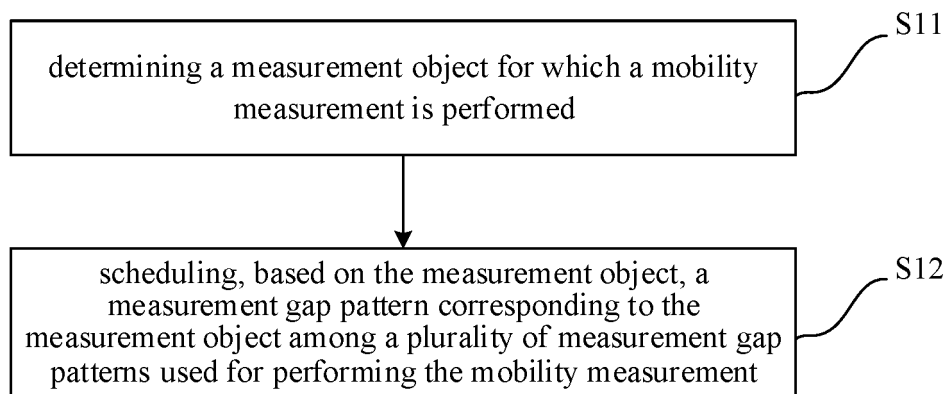 S11
determining a measurement object for which a mobility
measurement is performed
S12
scheduling, based on the measurement object, a
measurement gap pattern corresponding to the
measurement object among a plurality of measurement gap
patterns used for performing the mobility measurement